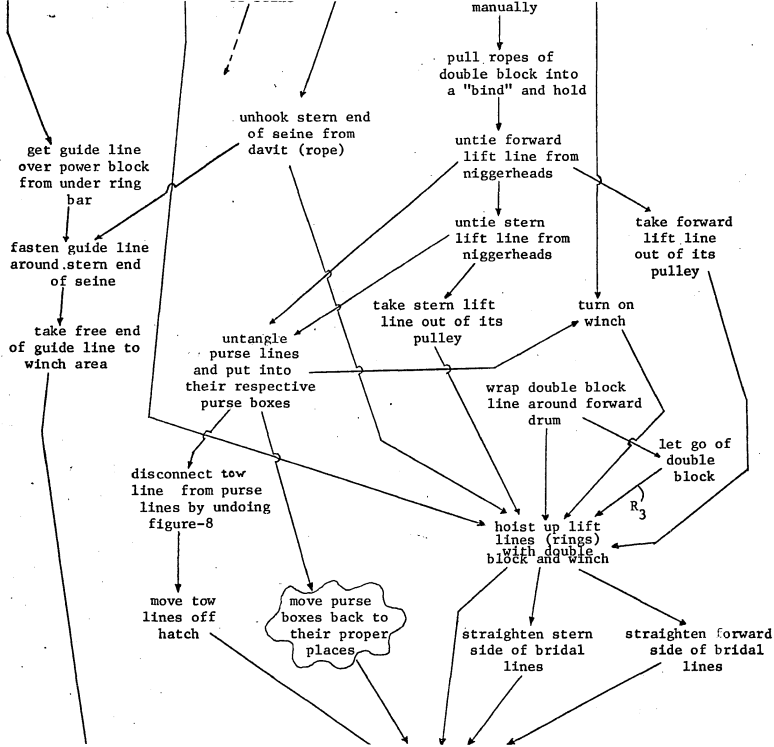 manually
pull ropes of
double block into
a "bind" and hold
unhook stern end
of seine from
davit (rope)
get guide line
over power block
from under ring
bar
untie forward
lift line from
niggerheads
untie stern
lift line from
niggerheads
take forward
lift line
out of its
pulley
fasten guide line
around stern end
of seine
take stern lift
line out of its
pulley
turn on
winch
take free end
of guide line to
winch area
untangle
purse lines
and put into
their respective
purse boxes
wrap double block
line around forward
drum
let go of
double
block
disconnect tow
line from purse
lines by undoing
figure-8
R3
hoist up lift
lines (rings)
with double
block and winch
move tow
lines off
hatch
move purse
boxes back to
their proper
places
straighten stern
side of bridal
lines
straighten forward
side of bridal
lines